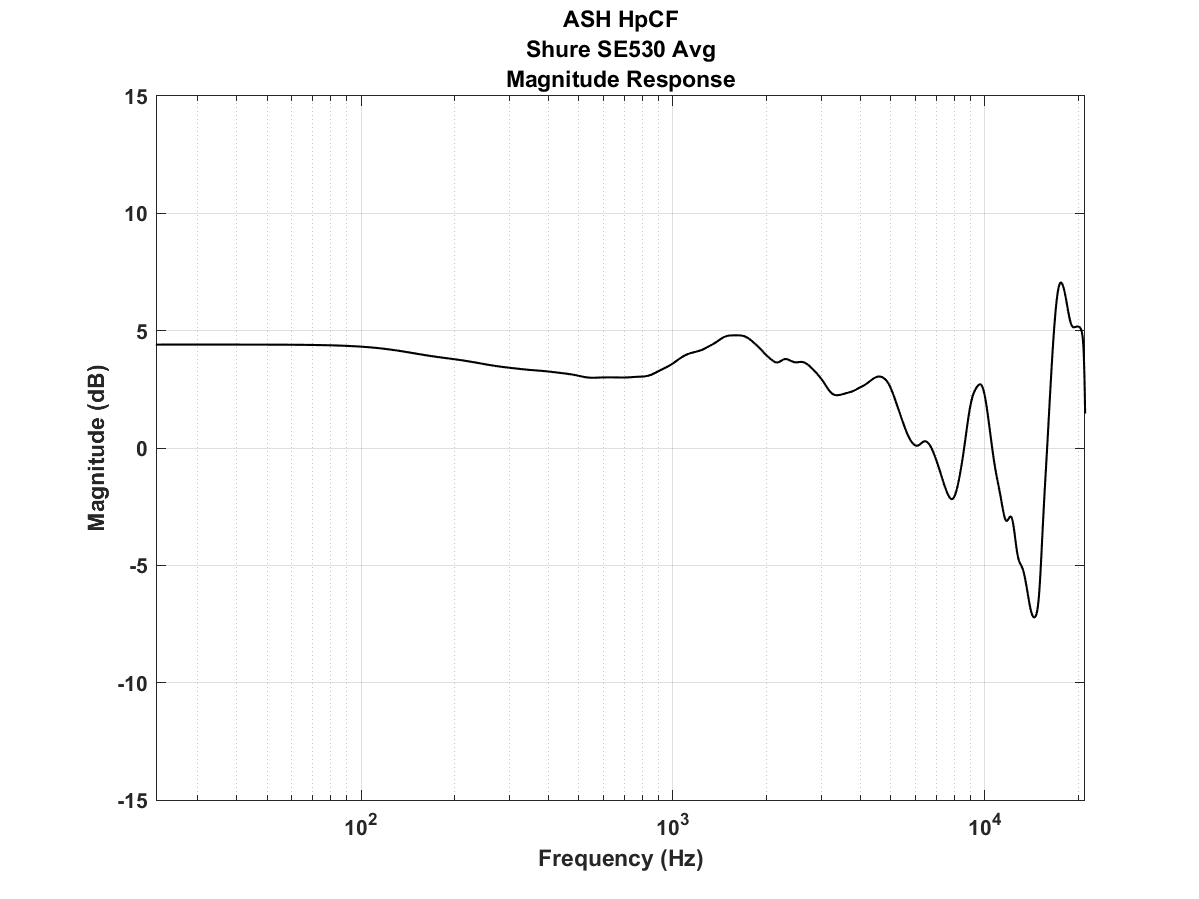 ASH HpCF
Shure SE530 Avg
Magnitude Response
15
10
5
0
-5
-10
-15
Magnitude (dB)
10²
10³
10⁴
Frequency (Hz)